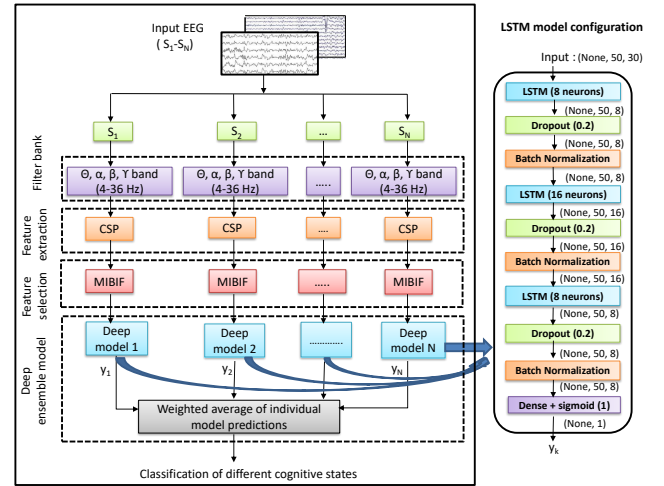 Input EEG
( S1-SN)
S1
S2
...
SN
Filter bank
Θ, α, β, ϒ band
(4-36 Hz)
Θ, α, β, ϒ band
(4-36 Hz)
.....
Θ, α, β, ϒ band
(4-36 Hz)
Feature
extraction
CSP
CSP
....
CSP
Feature
selection
MIBIF
MIBIF
.....
MIBIF
Deep
ensemble model
Deep
model 1
Deep
model 2
.............
Deep
model N
y1
y2
yN
Weighted average of individual
model predictions
Classification of different cognitive states
LSTM model configuration
Input : (None, 50, 30)
LSTM (8 neurons)
(None, 50, 8)
Dropout (0.2)
(None, 50, 8)
Batch Normalization
(None, 50, 8)
LSTM (16 neurons)
(None, 50, 16)
Dropout (0.2)
(None, 50, 16)
Batch Normalization
(None, 50, 16)
LSTM (8 neurons)
(None, 50, 8)
Dropout (0.2)
(None, 50, 8)
Batch Normalization
(None, 50, 8)
Dense + sigmoid (1)
(None, 1)
yk